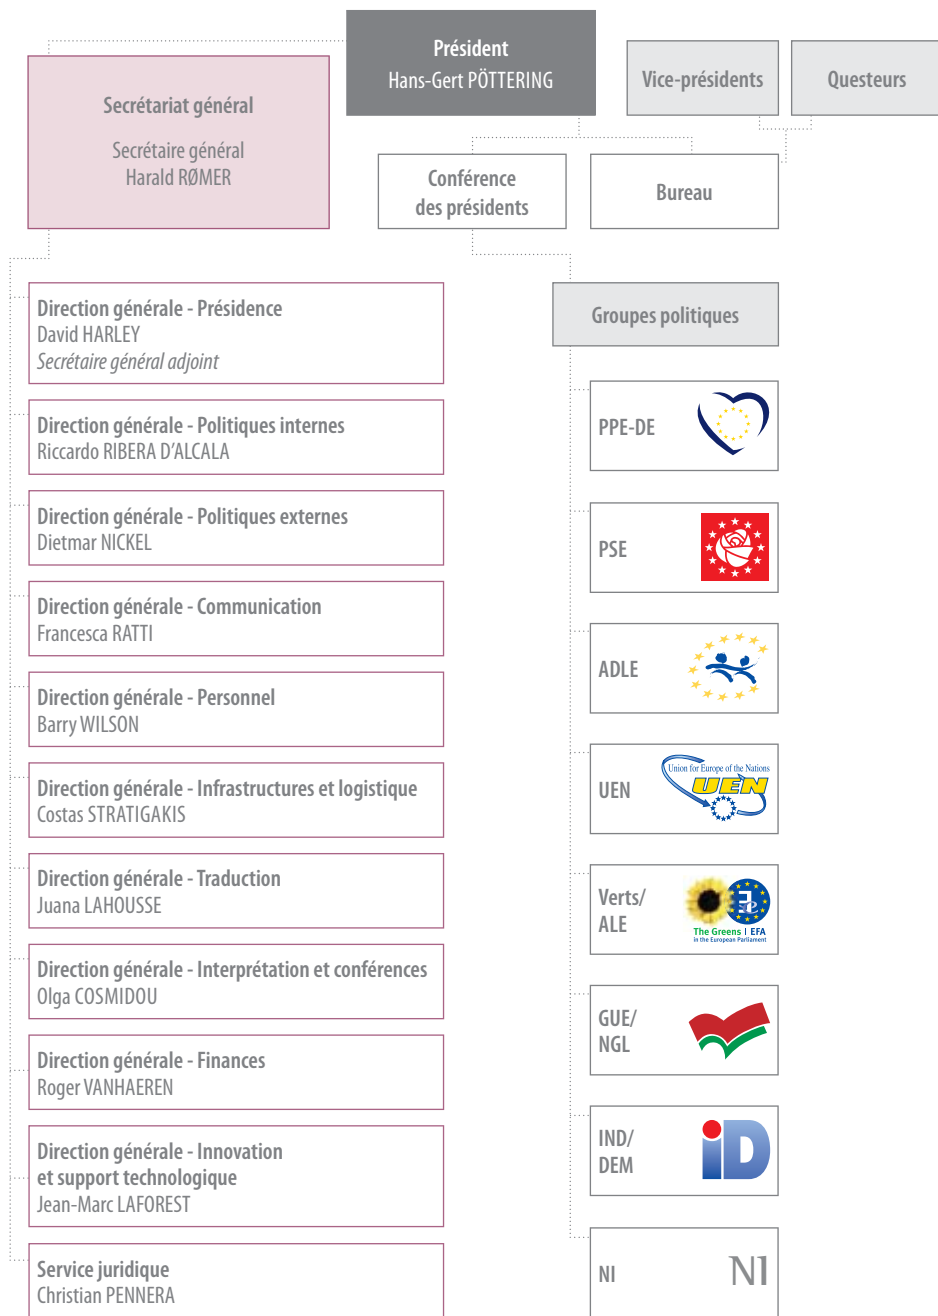 Président
Hans-Gert PÖTTERING
Vice-présidents
Questeurs
Secrétariat général
Secrétaire général
Harald RØMER
Conférence
des présidents
Bureau
Direction générale - Présidence
David HARLEY
Secrétaire général adjoint
Direction générale - Politiques internes
Riccardo RIBERA D'ALCALA
Direction générale - Politiques externes
Dietmar NICKEL
Direction générale - Communication
Francesca RATTI
Direction générale - Personnel
Barry WILSON
Direction générale - Infrastructures et logistique
Costas STRATIGAKIS
Direction générale - Traduction
Juana LAHOUSSE
Direction générale - Interprétation et conférences
Olga COSMIDOU
Direction générale - Finances
Roger VANHAEREN
Direction générale - Innovation
et support technologique
Jean-Marc LAFOREST
Service juridique
Christian PENNERA
Groupes politiques
PPE-DE
PSE
ADLE
UEN
Union for Europe of the Nations
UEN
Verts/
ALE
The Greens | EFA
in the European Parliament
GUE/
NGL
IND/
DEM
iD
NI
NI